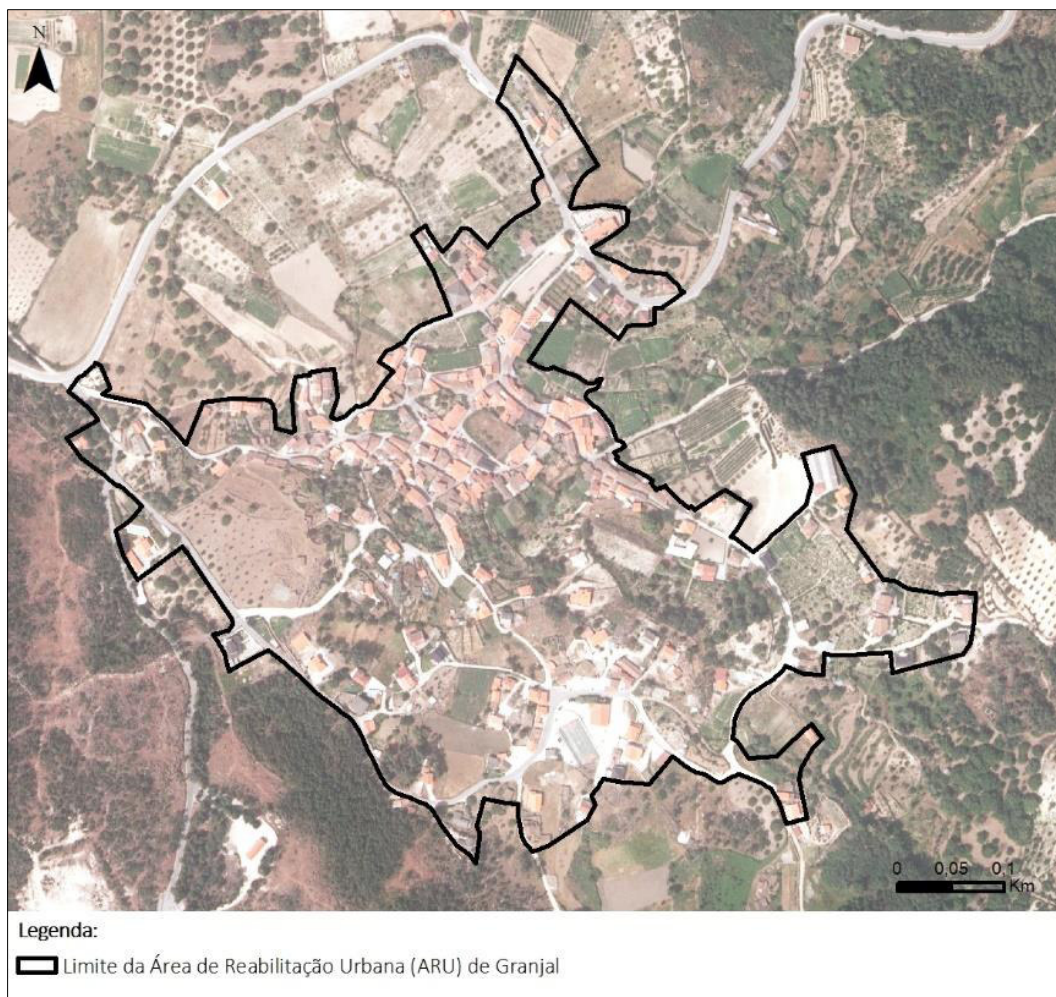 N
0 0,05 0,1
Km
Legenda:
Limite da Área de Reabilitação Urbana (ARU) de Granjal